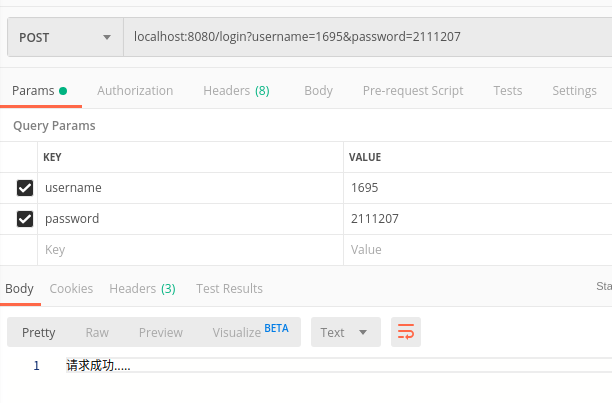 POST localhost:8080/login?username=1695&password=2111207
Params Authorization Headers (8) Body Pre-request Script Tests Settings
Query Params
KEY VALUE
username 1695
password 2111207
Key Value
Body Cookies Headers (3) Test Results Sta
Pretty Raw Preview Visualize BETA Text
1 请求成功.....